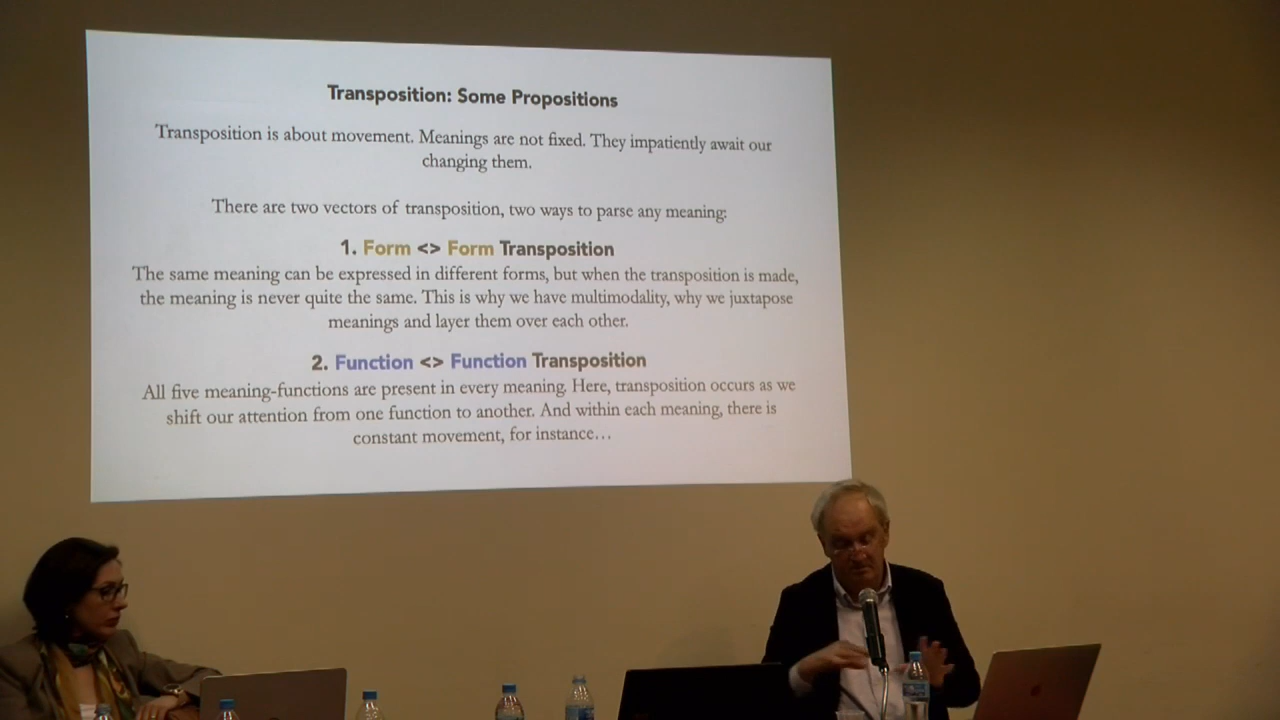 Transposition: Some Propositions
Transposition is about movement. Meanings are not fixed. They impatiently await our
changing them.
There are two vectors of transposition, two ways to parse any meaning:
1. Form <> Form Transposition
The same meaning can be expressed in different forms, but when the transposition is made,
the meaning is never quite the same. This is why we have multimodality, why we juxtapose
meanings and layer them over each other.
2. Function <> Function Transposition
All five meaning-functions are present in every meaning. Here, transposition occurs as we
shift our attention from one function to another. And within each meaning, there is
constant movement, for instance…